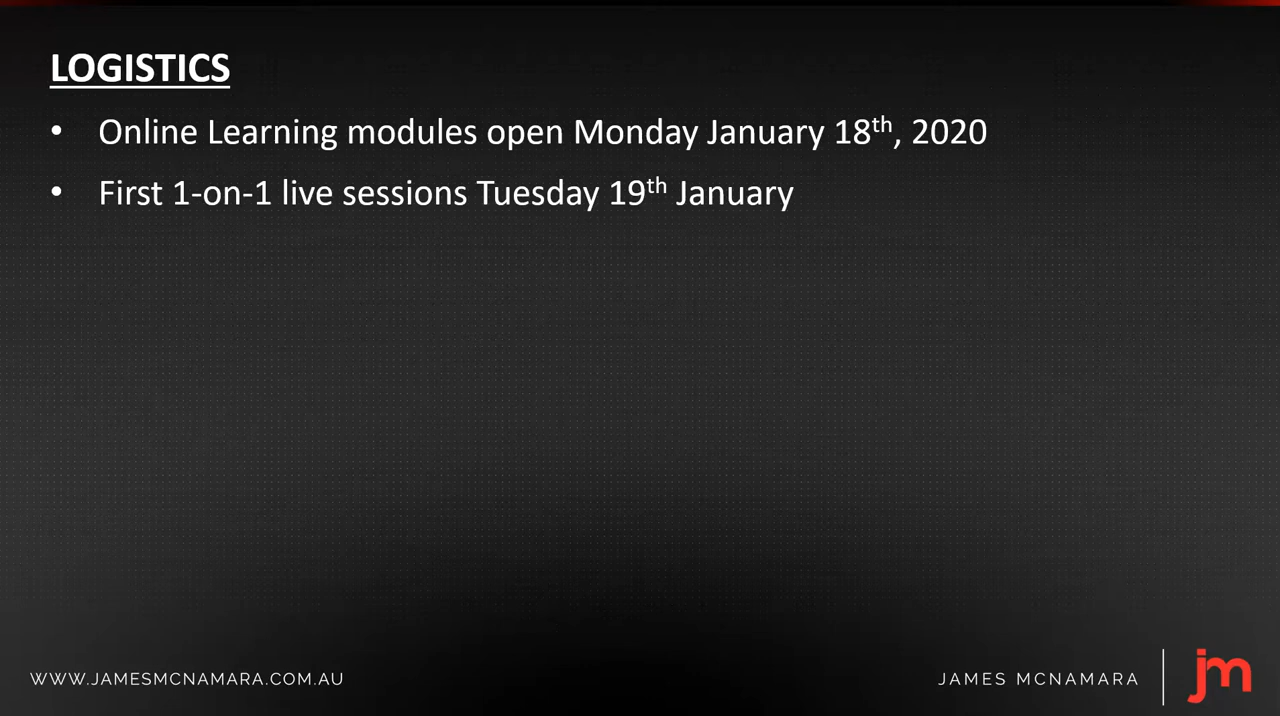 LOGISTICS
• Online Learning modules open Monday January 18th, 2020
• First 1-on-1 live sessions Tuesday 19th January
WWW.JAMESMCNAMARA.COM.AU
JAMES MCNAMARA
jm